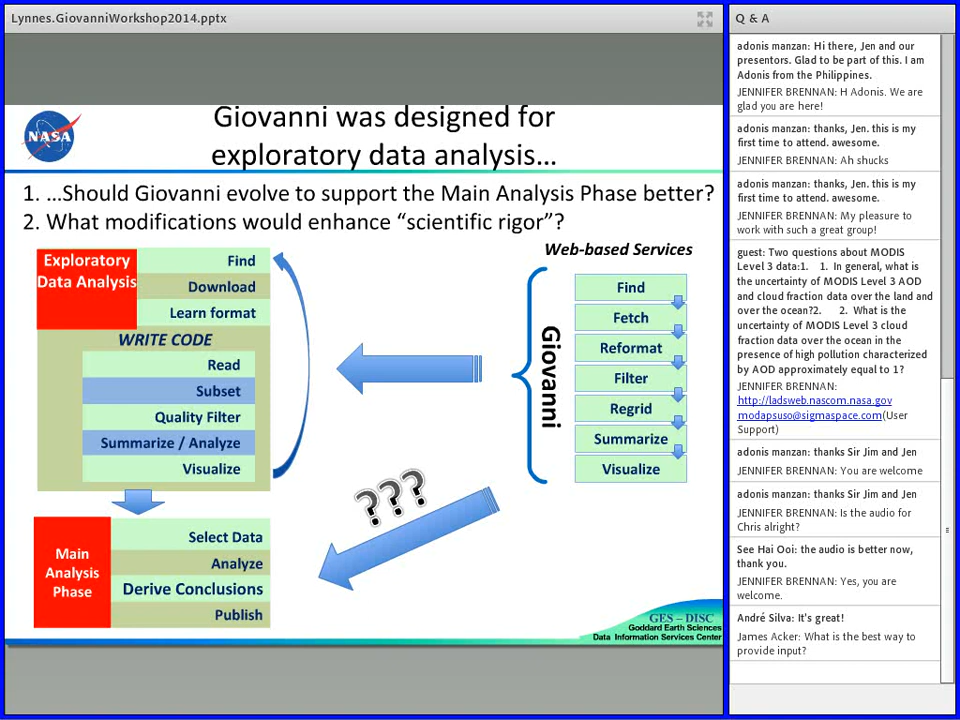 Lynnes.GiovanniWorkshop2014.pptx
NASA
Giovanni was designed for
exploratory data analysis…
1. …Should Giovanni evolve to support the Main Analysis Phase better?
2. What modifications would enhance “scientific rigor”?
Exploratory
Data Analysis
Find
Download
Learn format
WRITE CODE
Read
Subset
Quality Filter
Summarize / Analyze
Visualize
Main
Analysis
Phase
Select Data
Analyze
Derive Conclusions
Publish
???
Web-based Services
Giovanni
Find
Fetch
Reformat
Filter
Regrid
Summarize
Visualize
GES – DISC
Goddard Earth Sciences
Data Information Services Center
Q & A
adonis manzan: Hi there, Jen and our
presentors. Glad to be part of this. I am
Adonis from the Philippines.
JENNIFER BRENNAN: H Adonis. We are
glad you are here!
adonis manzan: thanks, Jen. this is my
first time to attend. awesome.
JENNIFER BRENNAN: Ah shucks
adonis manzan: thanks, Jen. this is my
first time to attend. awesome.
JENNIFER BRENNAN: My pleasure to
work with such a great group!
guest: Two questions about MODIS
Level 3 data:1. 1. In general, what is
the uncertainty of MODIS Level 3 AOD
and cloud fraction data over the land and
over the ocean?2. 2. What is the
uncertainty of MODIS Level 3 cloud
fraction data over the ocean in the
presence of high pollution characterized
by AOD approximately equal to 1?
JENNIFER BRENNAN:
http://ladsweb.nascom.nasa.gov
modapsuso@sigmaspace.com(User
Support)
adonis manzan: thanks Sir Jim and Jen
JENNIFER BRENNAN: You are welcome
adonis manzan: thanks Sir Jim and Jen
JENNIFER BRENNAN: Is the audio for
Chris alright?
See Hai Ooi: the audio is better now,
thank you.
JENNIFER BRENNAN: Yes, you are
welcome.
André Silva: It's great!
James Acker: What is the best way to
provide input?